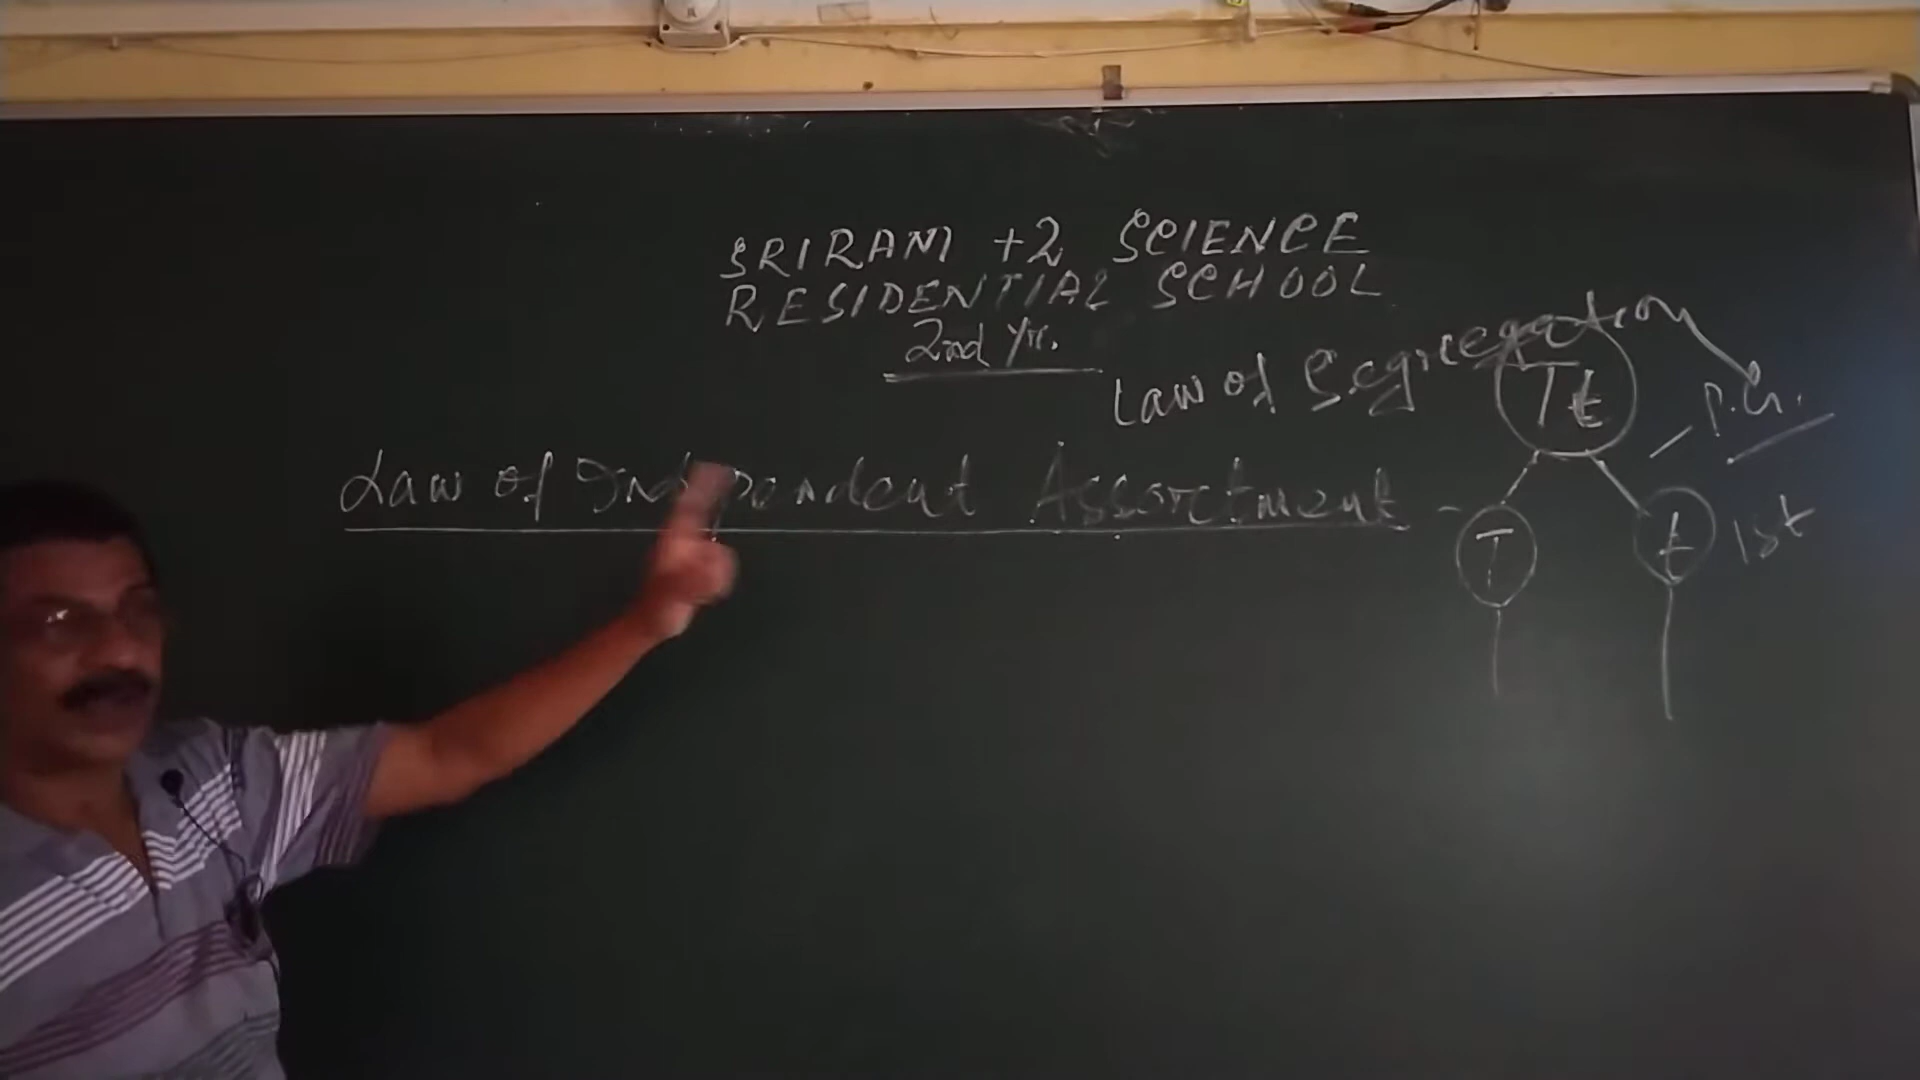 SRIRAM +2 SCIENCE
RESIDENTIAL SCHOOL
2nd Yr.
Law of Segregation
Tt
P.G.
Law of Independent Assortment
T
t
1st